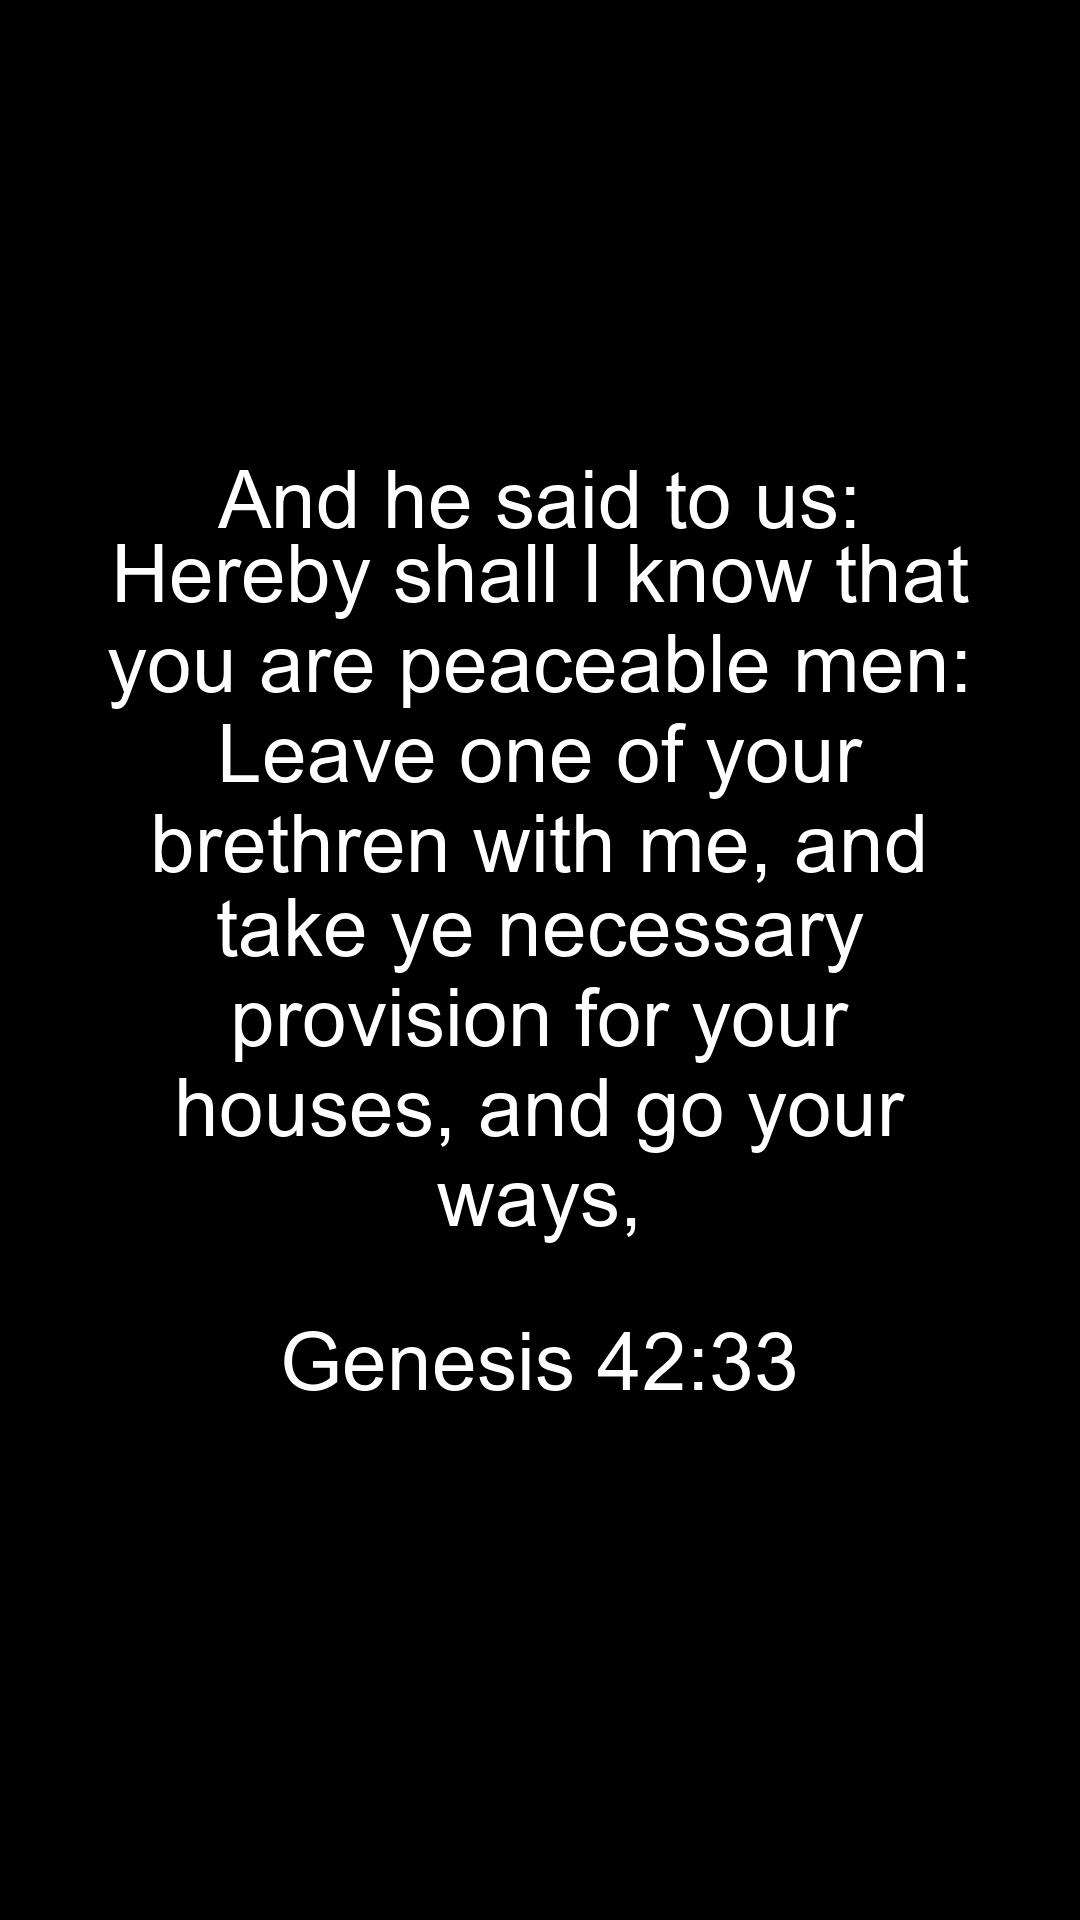 And he said to us:
Hereby shall I know that
you are peaceable men:
Leave one of your
brethren with me, and
take ye necessary
provision for your
houses, and go your
ways,
Genesis 42:33